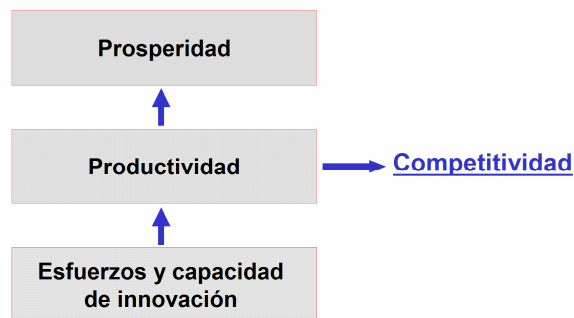 Prosperidad
Productividad
Competitividad
Esfuerzos y capacidad
de innovación